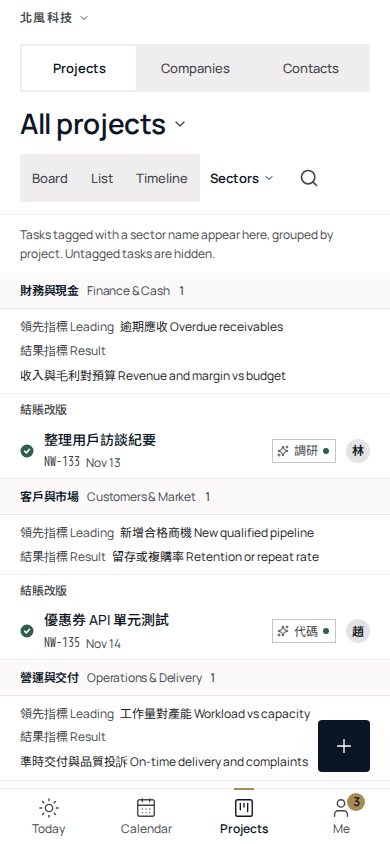 北風科技
Projects Companies Contacts
All projects
Board List Timeline Sectors
Tasks tagged with a sector name appear here, grouped by
project. Untagged tasks are hidden.
財務與現金 Finance & Cash 1
領先指標 Leading 逾期應收 Overdue receivables
結果指標 Result
收入與毛利對預算 Revenue and margin vs budget
結賬改版
整理用戶訪談紀要
NW-133 Nov 13
調研 林
客戶與市場 Customers & Market 1
領先指標 Leading 新增合格商機 New qualified pipeline
結果指標 Result 留存或複購率 Retention or repeat rate
結賬改版
優惠券 API 單元測試
NW-135 Nov 14
代碼 趙
營運與交付 Operations & Delivery 1
領先指標 Leading 工作量對產能 Workload vs capacity
結果指標 Result
準時交付與品質投訴 On-time delivery and complaints
Today Calendar Projects Me 3